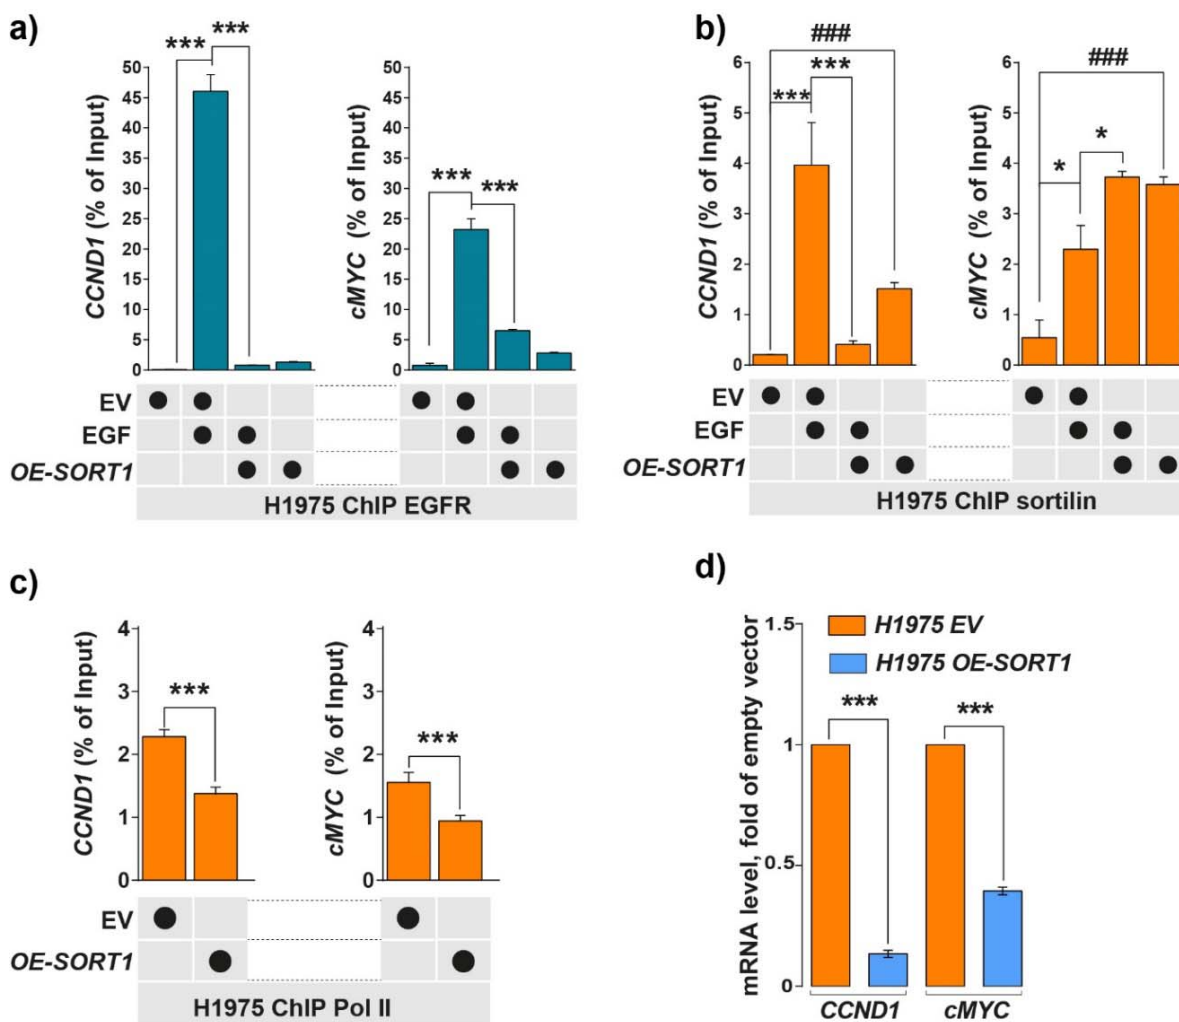 a)
*** ***
CCND1 (% of Input)
50
45
40
35
30
25
20
15
10
5
0
cMYC (% of Input)
50
45
40
35
30
25
20
15
10
5
0
*** ***
EV
EGF
OE-SORT1
H1975 ChIP EGFR
b)
###
***
***
CCND1 (% of Input)
6
5
4
3
2
1
0
###
*
*
cMYC (% of Input)
6
5
4
3
2
1
0
EV
EGF
OE-SORT1
H1975 ChIP sortilin
c)
CCND1 (% of Input)
4
3
2
1
0
***
cMYC (% of Input)
4
3
2
1
0
***
EV
OE-SORT1
H1975 ChIP Pol II
d)
mRNA level, fold of empty vector
1.5
1
0.5
0
H1975 EV
H1975 OE-SORT1
*** ***
CCND1 cMYC